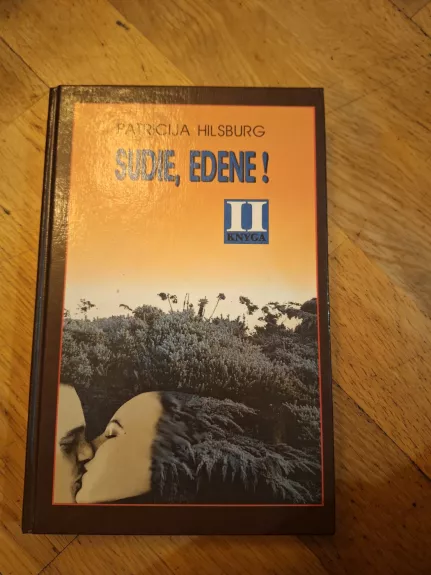 PATRICIJA HILSBURG
SUDIE, EDENE!
II
KNYGA